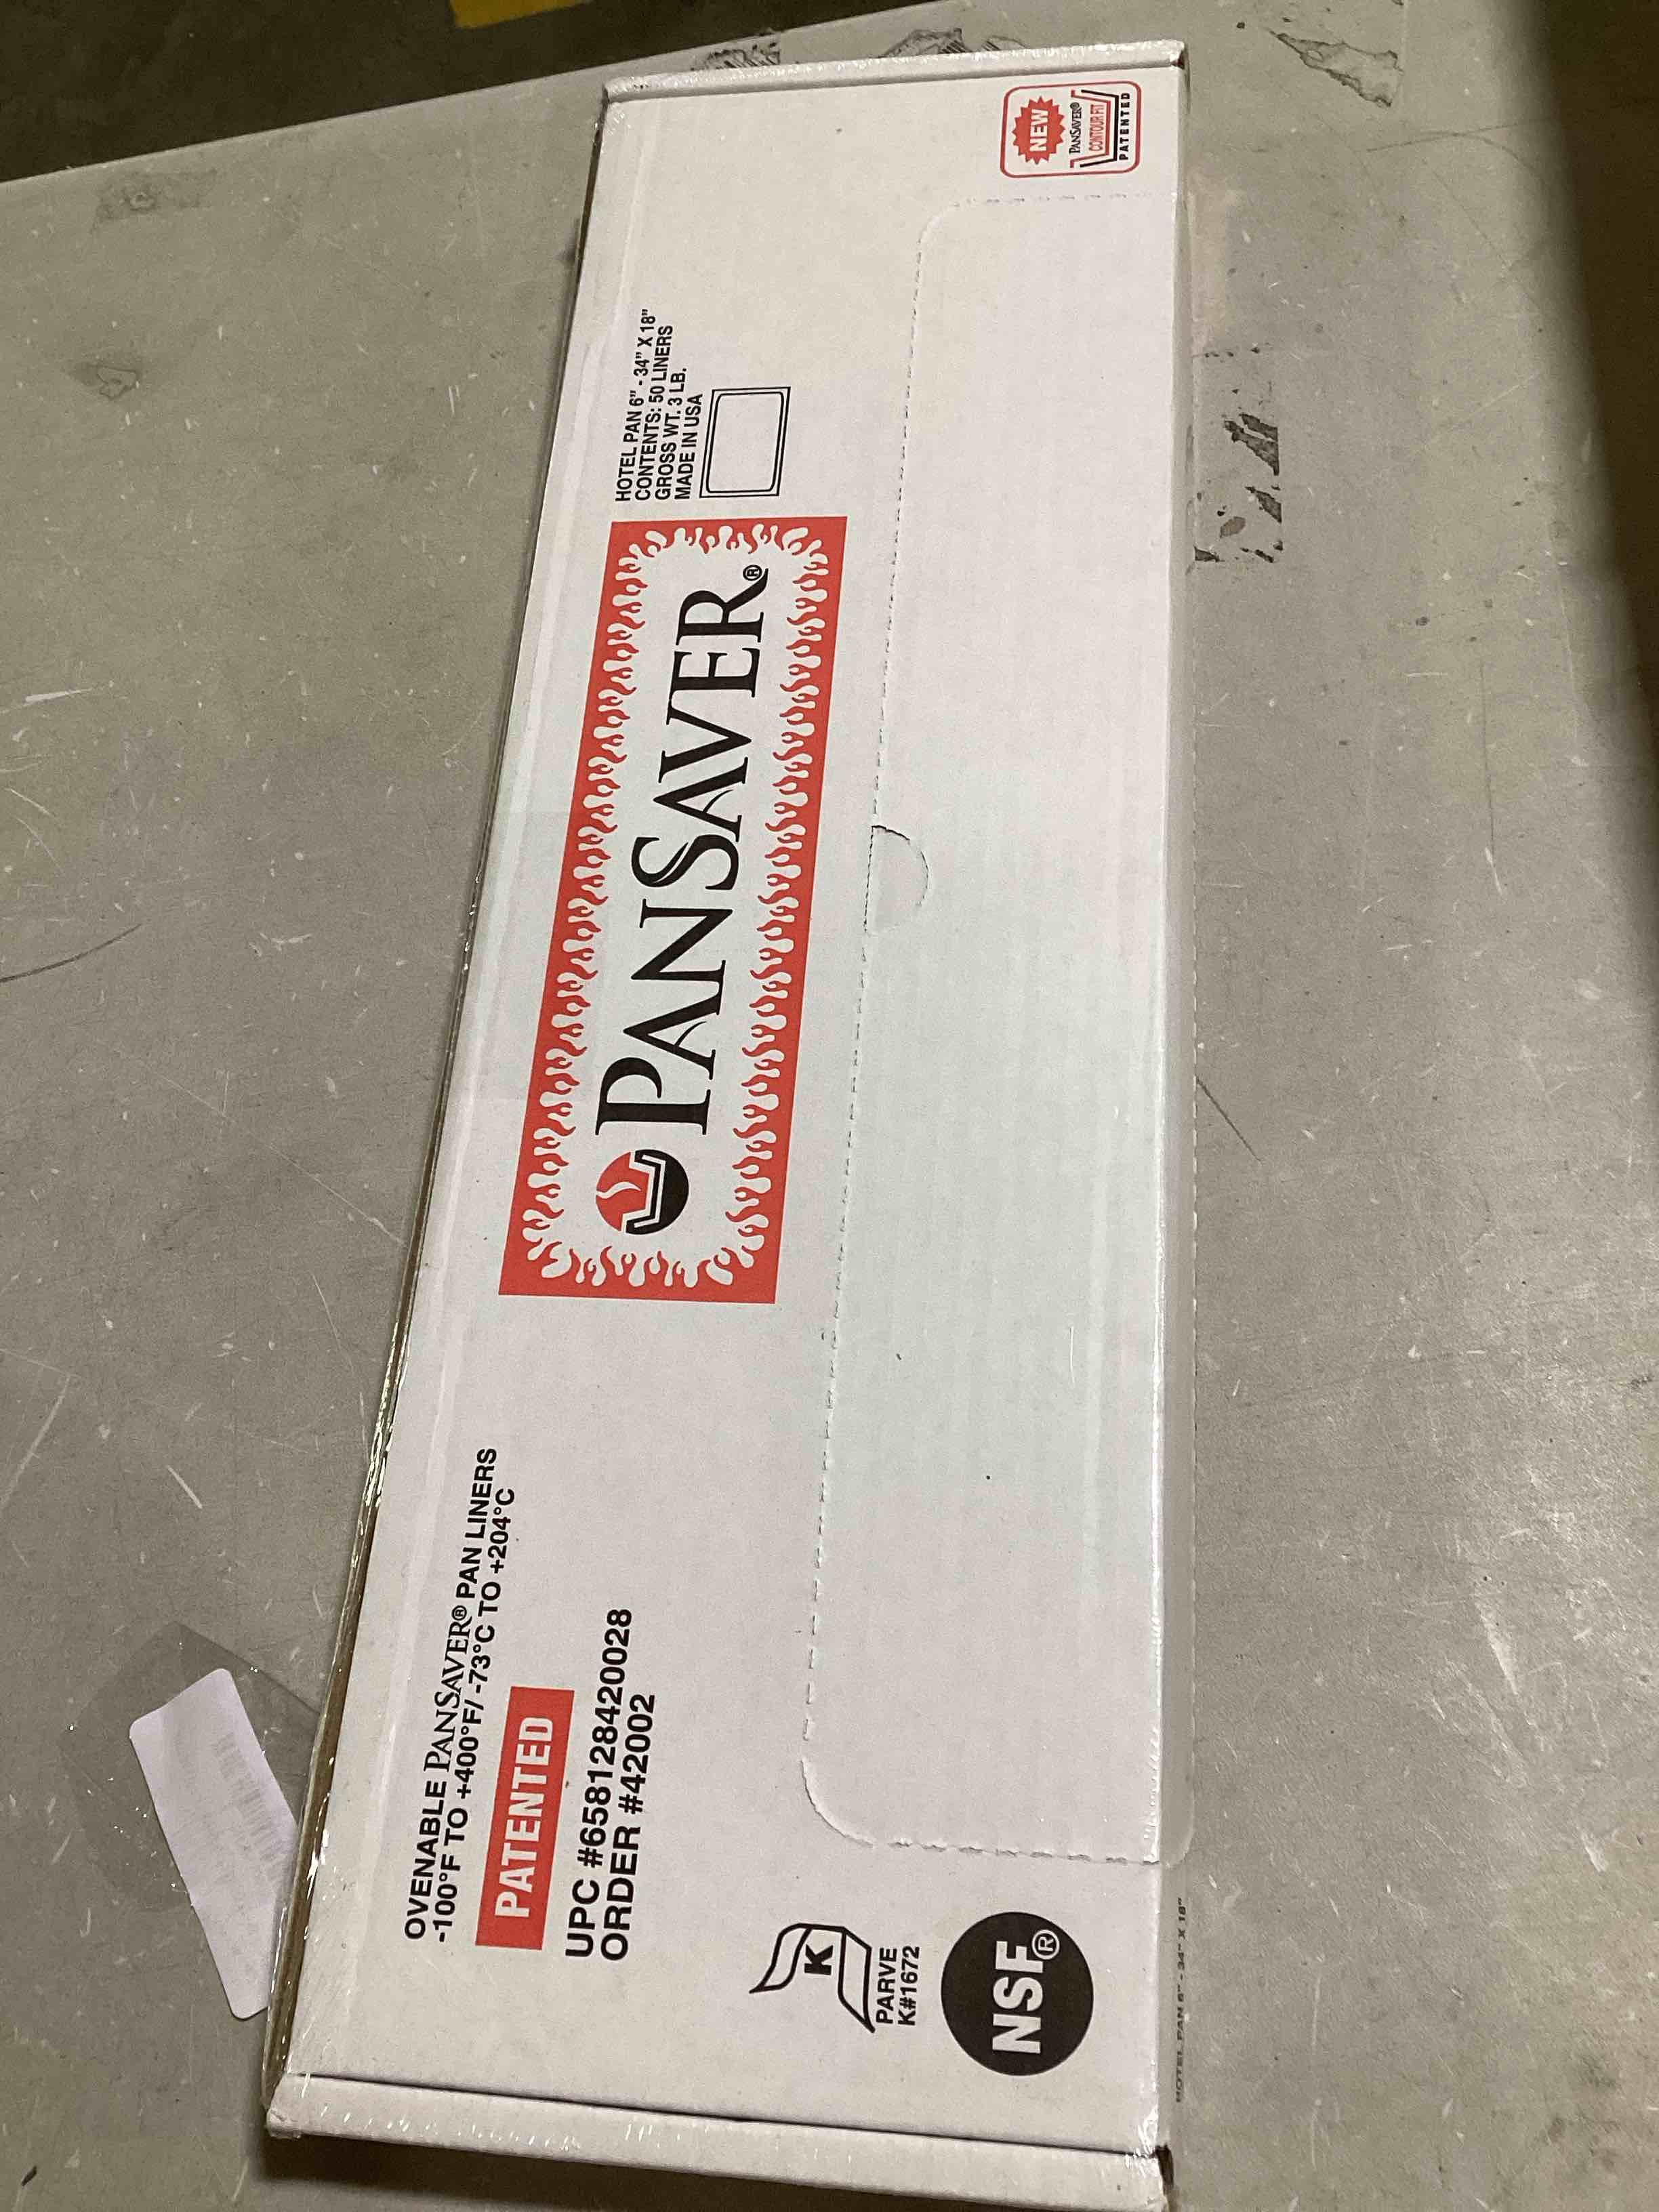 OVENABLE PANSAVER® PAN LINERS
-100°F TO +400°F/ -73°C TO +204°C
PATENTED
UPC #658128420028
ORDER #42002
K
PARVE
K#1672
NSF®
PANSAVER®
HOTEL PAN 6" - 34" X 18"
CONTENTS: 50 LINERS
GROSS WT. 3 LB.
MADE IN USA
NEW
PANSAVER®
CONTOUR FIT
PATENTED
HOTEL PAN 6" - 34" X 18"